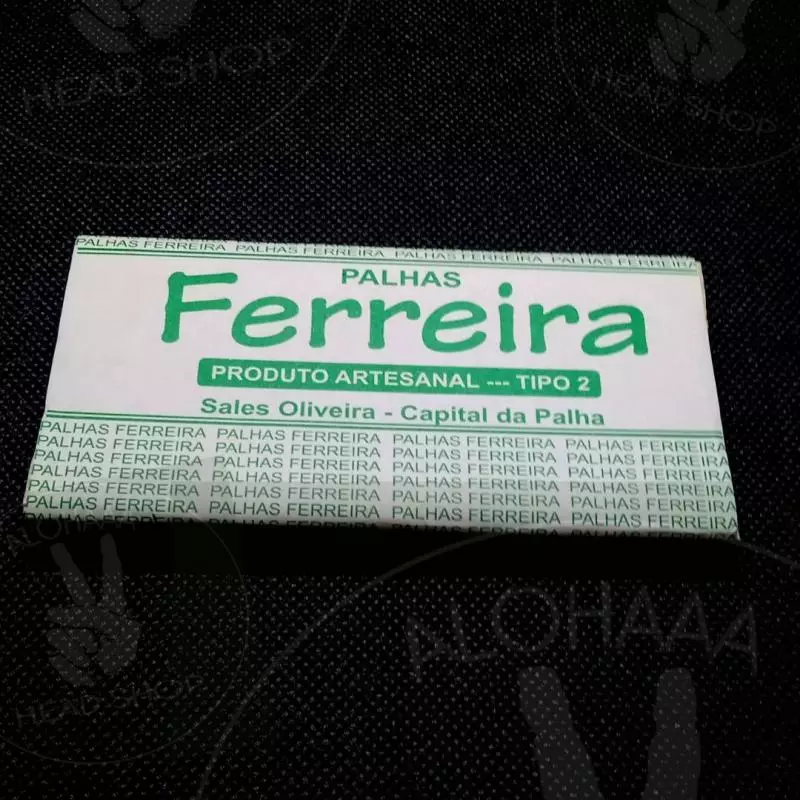 HEAD SHOP
HEAD SHOP
PALHAS FERREIRA PALHAS FERREIRA PALHAS FERREIRA PALHAS FERREIRA
PALHAS
Ferreira
PRODUTO ARTESANAL --- TIPO 2
Sales Oliveira - Capital da Palha
PALHAS FERREIRA PALHAS FERREIRA PALHAS FERREIRA PALHAS FERREIRA
PALHAS FERREIRA PALHAS FERREIRA PALHAS FERREIRA PALHAS FERREIRA
PALHAS FERREIRA PALHAS FERREIRA PALHAS FERREIRA PALHAS FERREIRA
PALHAS FERREIRA PALHAS FERREIRA PALHAS FERREIRA PALHAS FERREIRA
PALHAS FERREIRA PALHAS FERREIRA PALHAS FERREIRA PALHAS FERREIRA
PALHAS FERREIRA PALHAS FERREIRA PALHAS FERREIRA PALHAS FERREIRA
ALOHAAA
HEAD SHOP
ALOHAAA